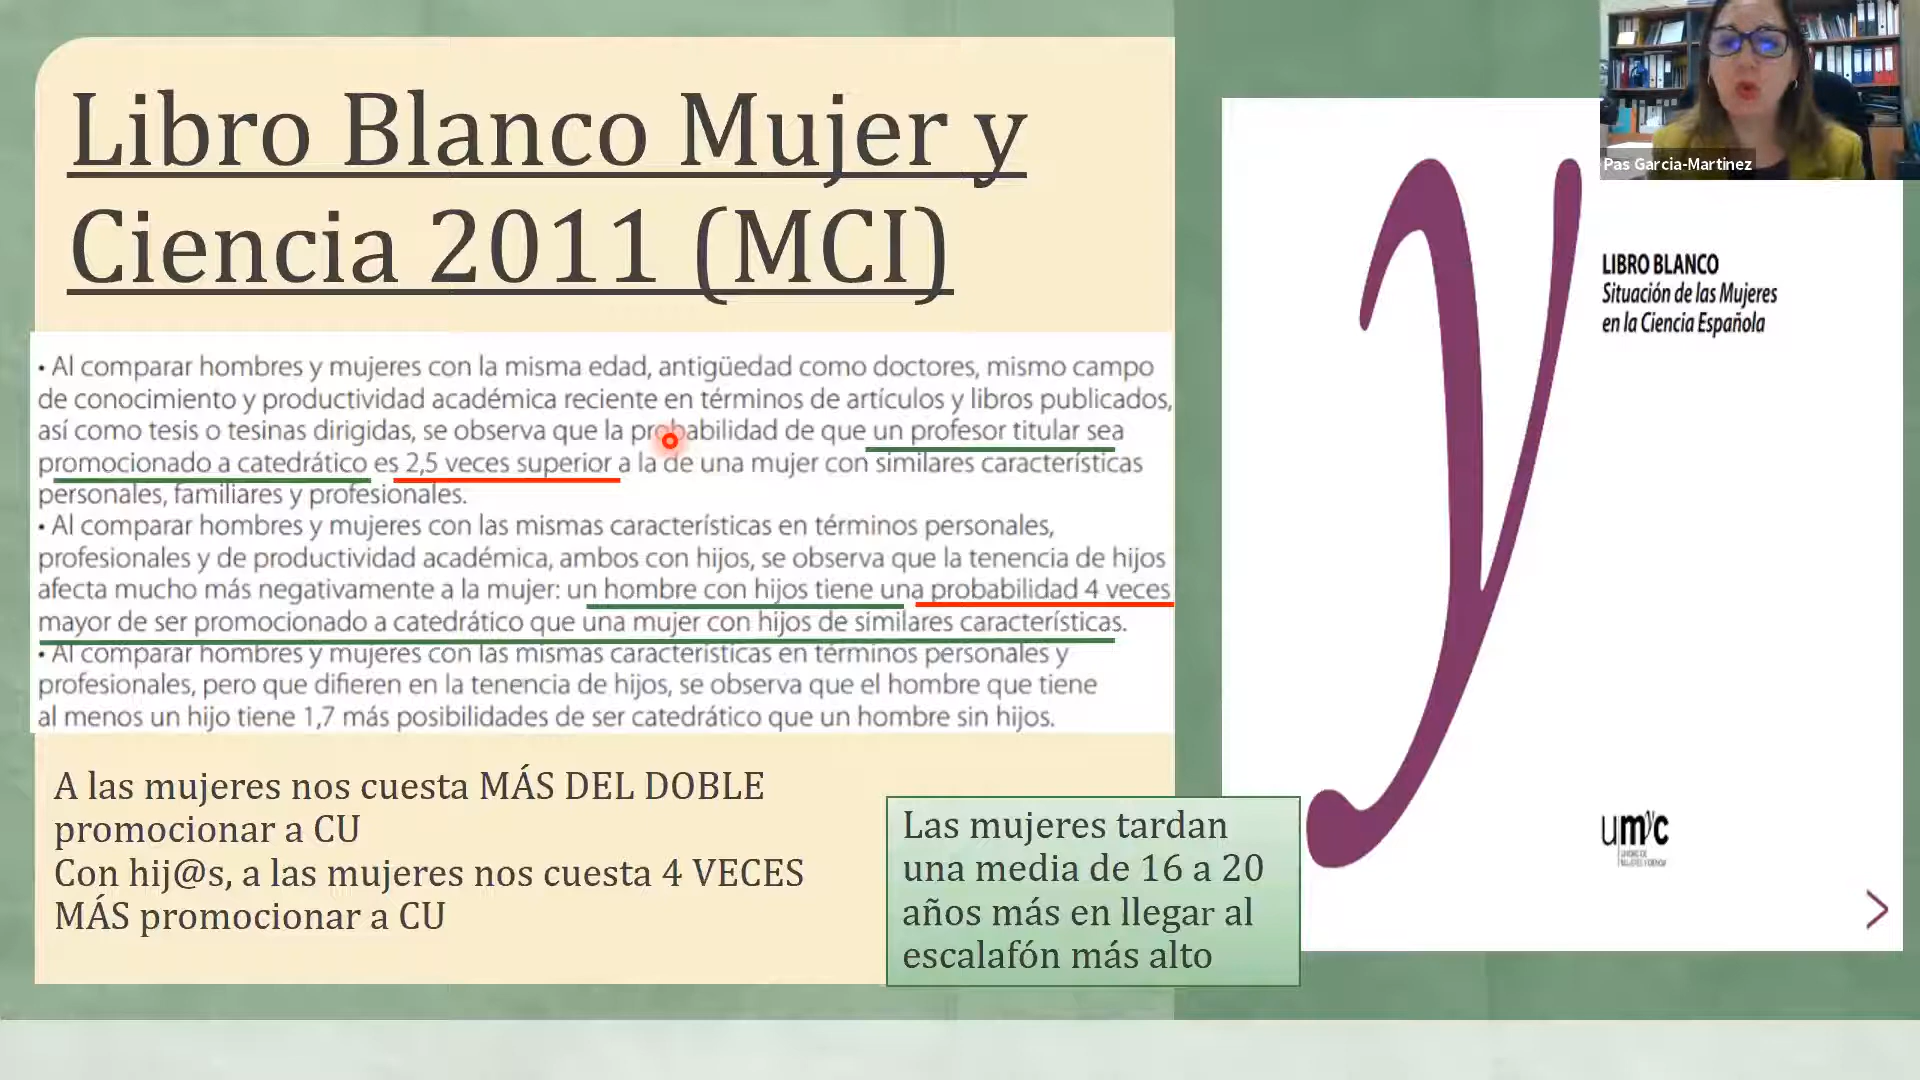 Libro Blanco Mujer y
Ciencia 2011 (MCI)
• Al comparar hombres y mujeres con la misma edad, antigüedad como doctores, mismo campo
de conocimiento y productividad académica reciente en términos de artículos y libros publicados,
así como tesis o tesinas dirigidas, se observa que la probabilidad de que un profesor titular sea
promocionado a catedrático es 2,5 veces superior a la de una mujer con similares características
personales, familiares y profesionales.
• Al comparar hombres y mujeres con las mismas características en términos personales,
profesionales y de productividad académica, ambos con hijos, se observa que la tenencia de hijos
afecta mucho más negativamente a la mujer: un hombre con hijos tiene una probabilidad 4 veces
mayor de ser promocionado a catedrático que una mujer con hijos de similares características.
• Al comparar hombres y mujeres con las mismas características en términos personales y
profesionales, pero que difieren en la tenencia de hijos, se observa que el hombre que tiene
al menos un hijo tiene 1,7 más posibilidades de ser catedrático que un hombre sin hijos.
A las mujeres nos cuesta MÁS DEL DOBLE
promocionar a CU
Con hij@s, a las mujeres nos cuesta 4 VECES
MÁS promocionar a CU
Las mujeres tardan
una media de 16 a 20
años más en llegar al
escalafón más alto
Pas Garcia-Martinez
y
LIBRO BLANCO
Situación de las Mujeres
en la Ciencia Española
umyc